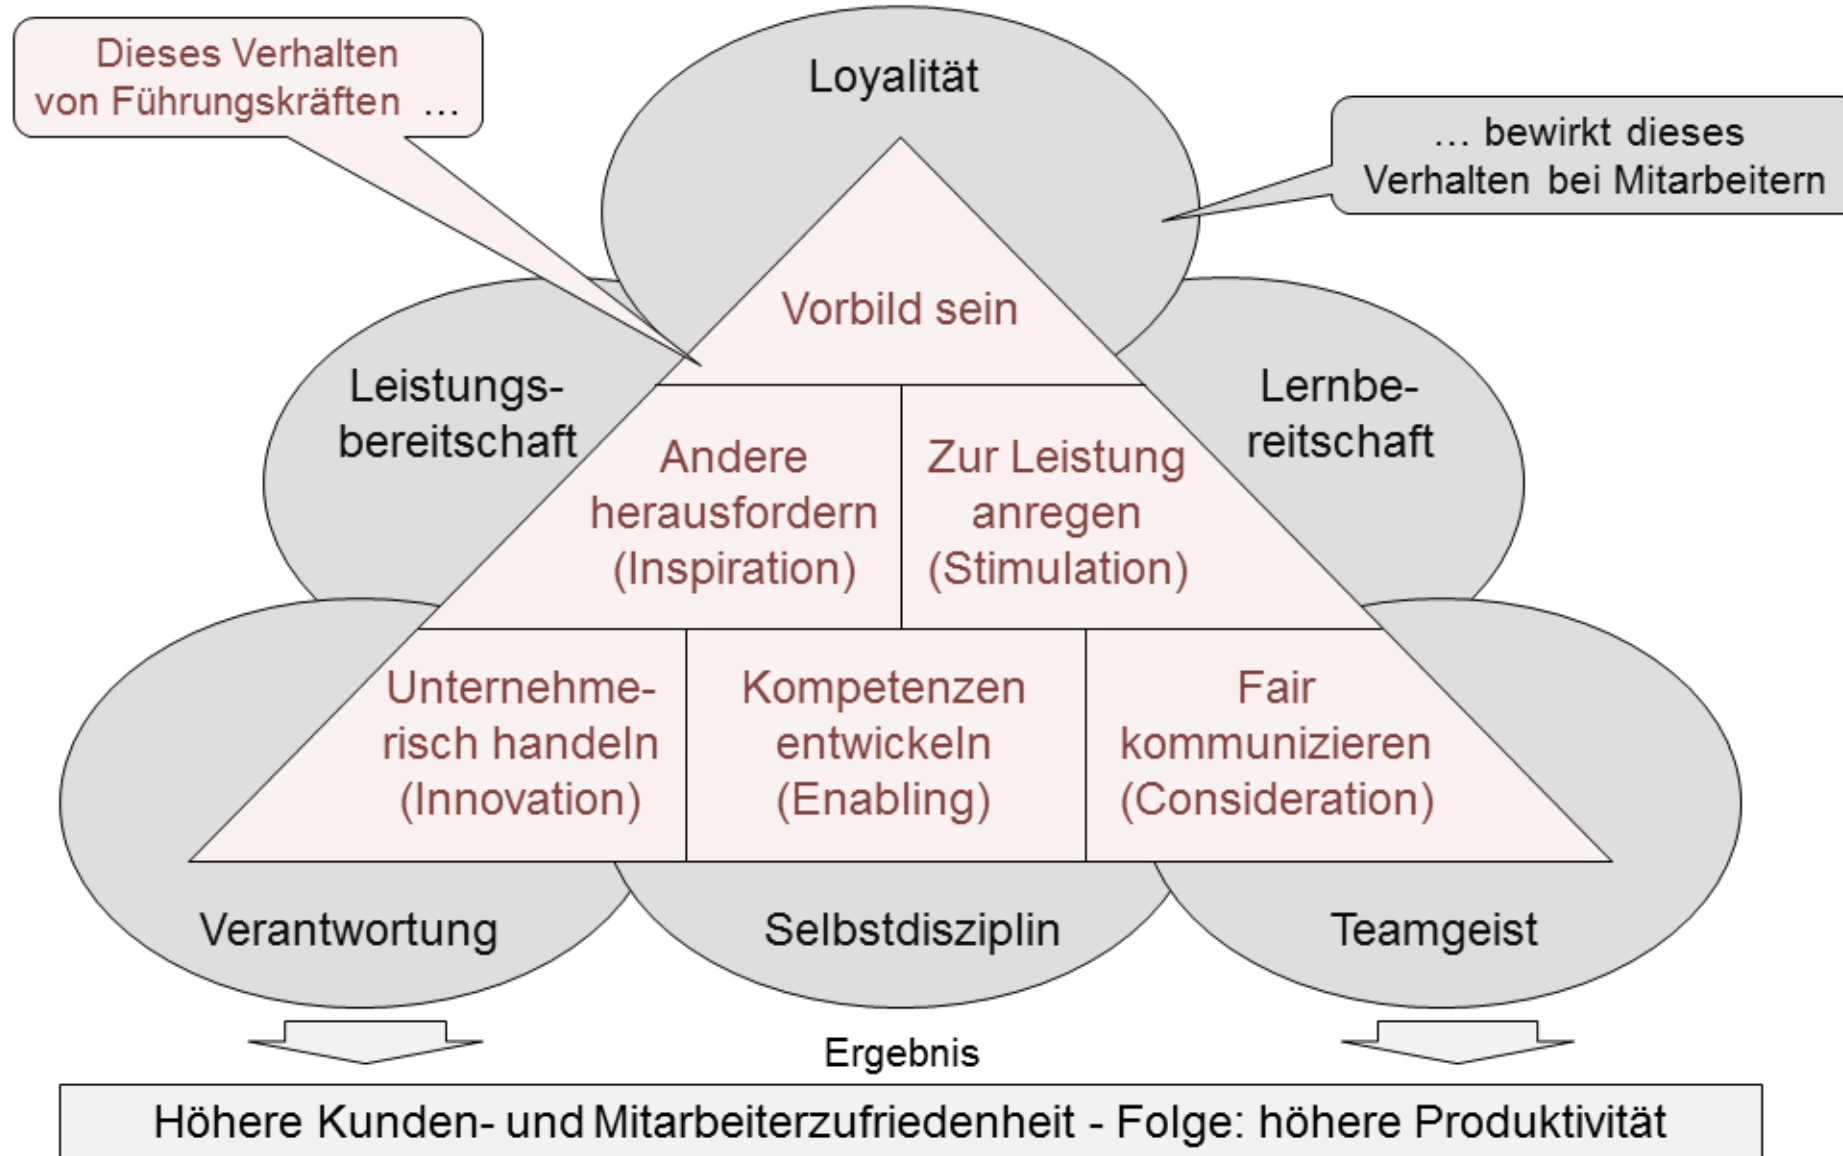 Dieses Verhalten
von Führungskräften …
Loyalität
… bewirkt dieses
Verhalten bei Mitarbeitern
Vorbild sein
Leistungs-
bereitschaft
Lernbe-
reitschaft
Andere
herausfordern
(Inspiration)
Zur Leistung
anregen
(Stimulation)
Unternehme-
risch handeln
(Innovation)
Kompetenzen
entwickeln
(Enabling)
Fair
kommunizieren
(Consideration)
Verantwortung
Selbstdisziplin
Teamgeist
Ergebnis
Höhere Kunden- und Mitarbeiterzufriedenheit - Folge: höhere Produktivität